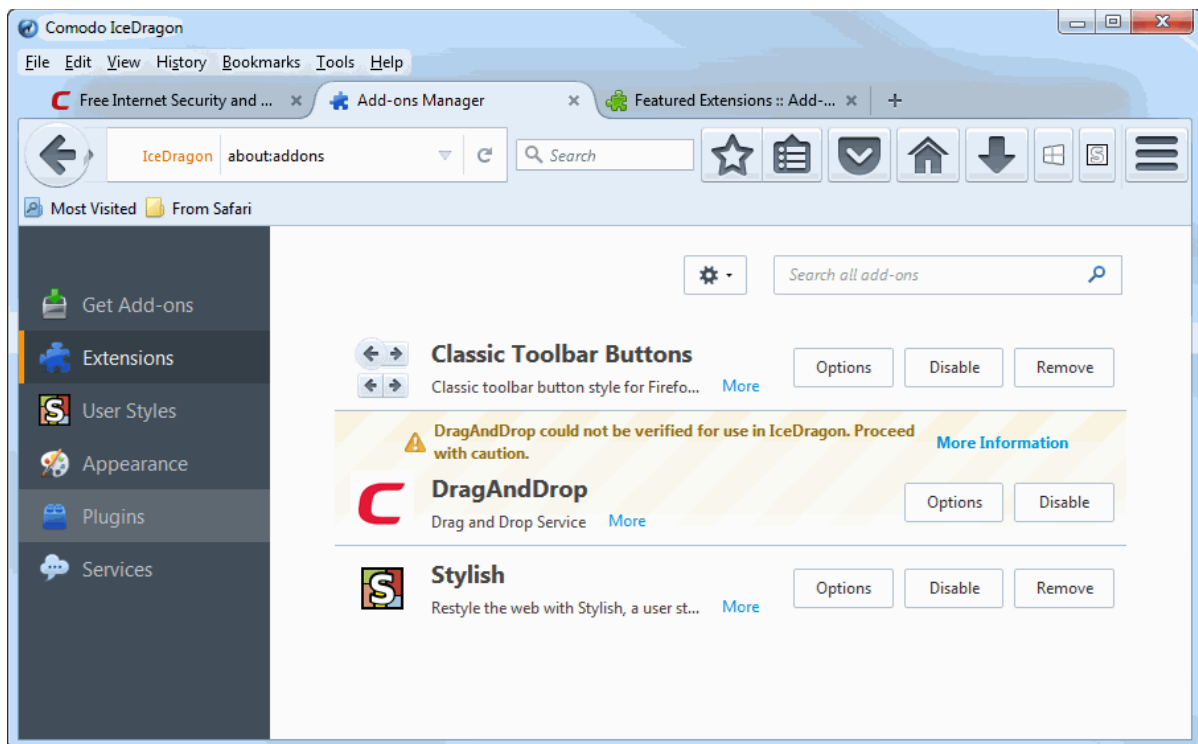 Comodo IceDragon
File Edit View History Bookmarks Tools Help
Free Internet Security and ...
Add-ons Manager
Featured Extensions :: Add-...
IceDragon about:addons
Search
S
Most Visited From Safari
Search all add-ons
Get Add-ons
Extensions
User Styles
Appearance
Plugins
Services
Classic Toolbar Buttons
Classic toolbar button style for Firefo... More
Options Disable Remove
DragAndDrop could not be verified for use in IceDragon. Proceed
with caution.
More Information
DragAndDrop
Drag and Drop Service More
Options Disable
Stylish
Restyle the web with Stylish, a user st... More
Options Disable Remove